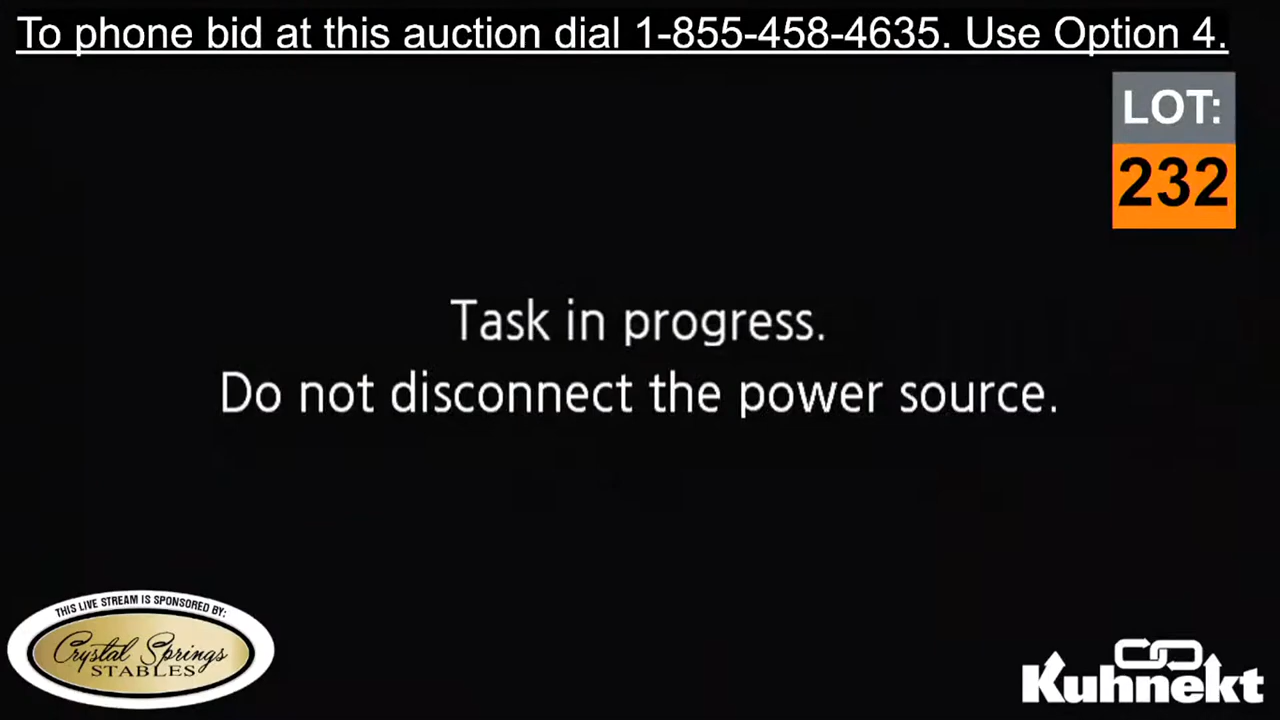 To phone bid at this auction dial 1-855-458-4635. Use Option 4.
LOT:
232
Task in progress.
Do not disconnect the power source.
THIS LIVE STREAM IS SPONSORED BY:
Crystal Springs
STABLES
Kuhnekt